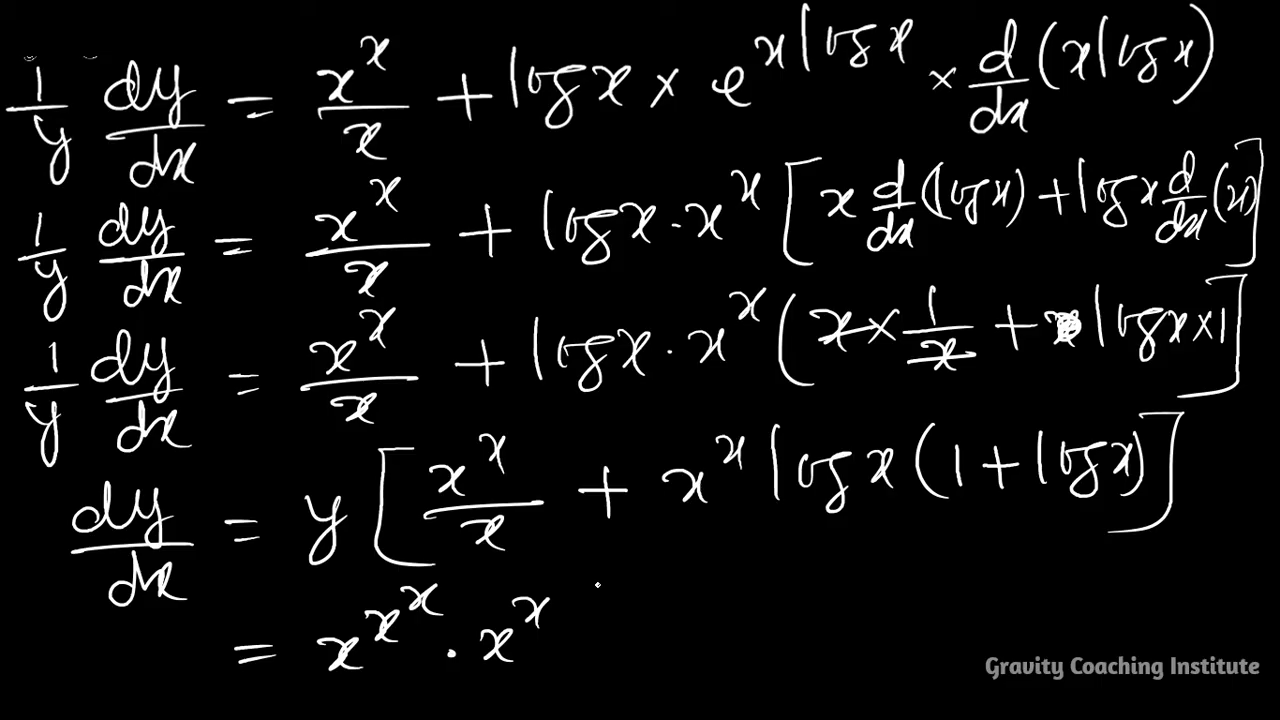 1/y dy/dx = x^x/x + log x × e^(x log x) × d/dx (x log x)
1/y dy/dx = x^x/x + log x · x^x [x d/dx (log x) + log x d/dx (x)]
1/y dy/dx = x^x/x + log x · x^x (x × 1/x + log x × 1]
dy/dx = y [x^x/x + x^x log x (1 + log x)]
= x^x^x · x^x
Gravity Coaching Institute